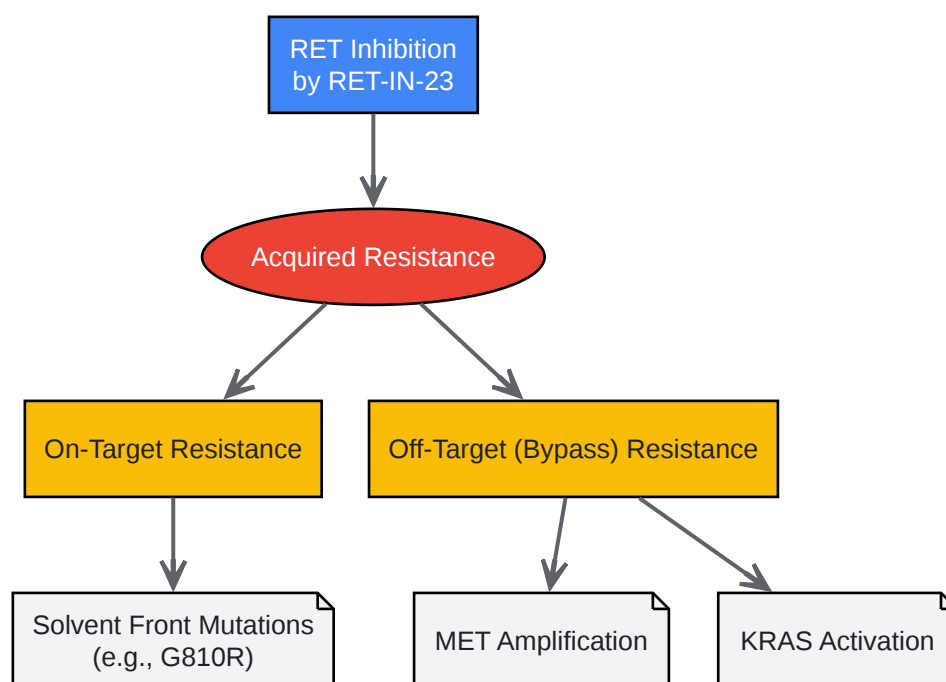 RET Inhibition
by RET-IN-23
Acquired Resistance
On-Target Resistance
Off-Target (Bypass) Resistance
Solvent Front Mutations
(e.g., G810R)
MET Amplification
KRAS Activation